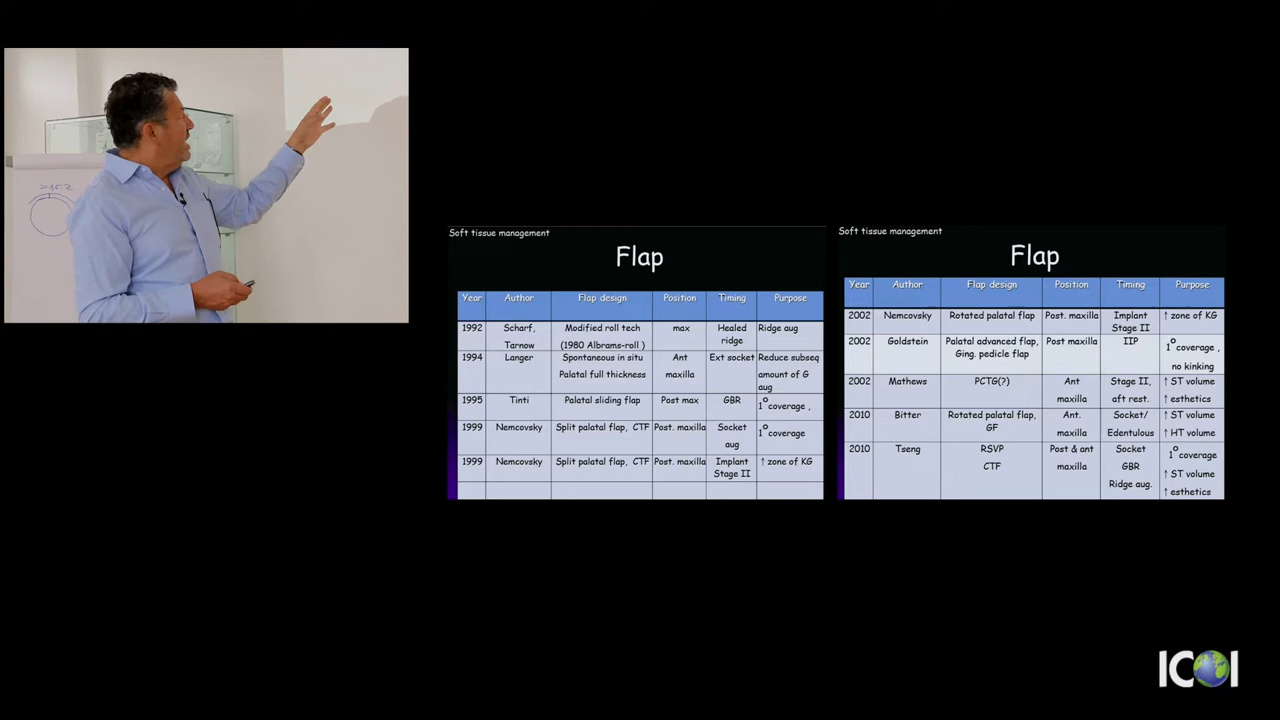 Soft tissue management
Flap
Year Author Flap design Position Timing Purpose
1992 Scharf, Tarnow Modified roll tech (1980 Albrams-roll ) max Healed ridge Ridge aug
1994 Langer Spontaneous in situ Palatal full thickness Ant maxilla Ext socket Reduce subseq amount of G aug
1995 Tinti Palatal sliding flap Post max GBR 1° coverage ,
1999 Nemcovsky Split palatal flap, CTF Post. maxilla Socket aug 1° coverage
1999 Nemcovsky Split palatal flap, CTF Post. maxilla Implant Stage II ↑ zone of KG
Soft tissue management
Flap
Year Author Flap design Position Timing Purpose
2002 Nemcovsky Rotated palatal flap Post. maxilla Implant Stage II ↑ zone of KG
2002 Goldstein Palatal advanced flap, Ging. pedicle flap Post maxilla IIP 1° coverage , no kinking
2002 Mathews PCTG(?) Ant maxilla Stage II, aft rest. ↑ ST volume ↑ esthetics
2010 Bitter Rotated palatal flap, GF Ant. maxilla Socket/ Edentulous ↑ ST volume ↑ HT volume
2010 Tseng RSVP CTF Post & ant maxilla Socket GBR Ridge aug. 1° coverage ↑ ST volume ↑ esthetics
ICOI